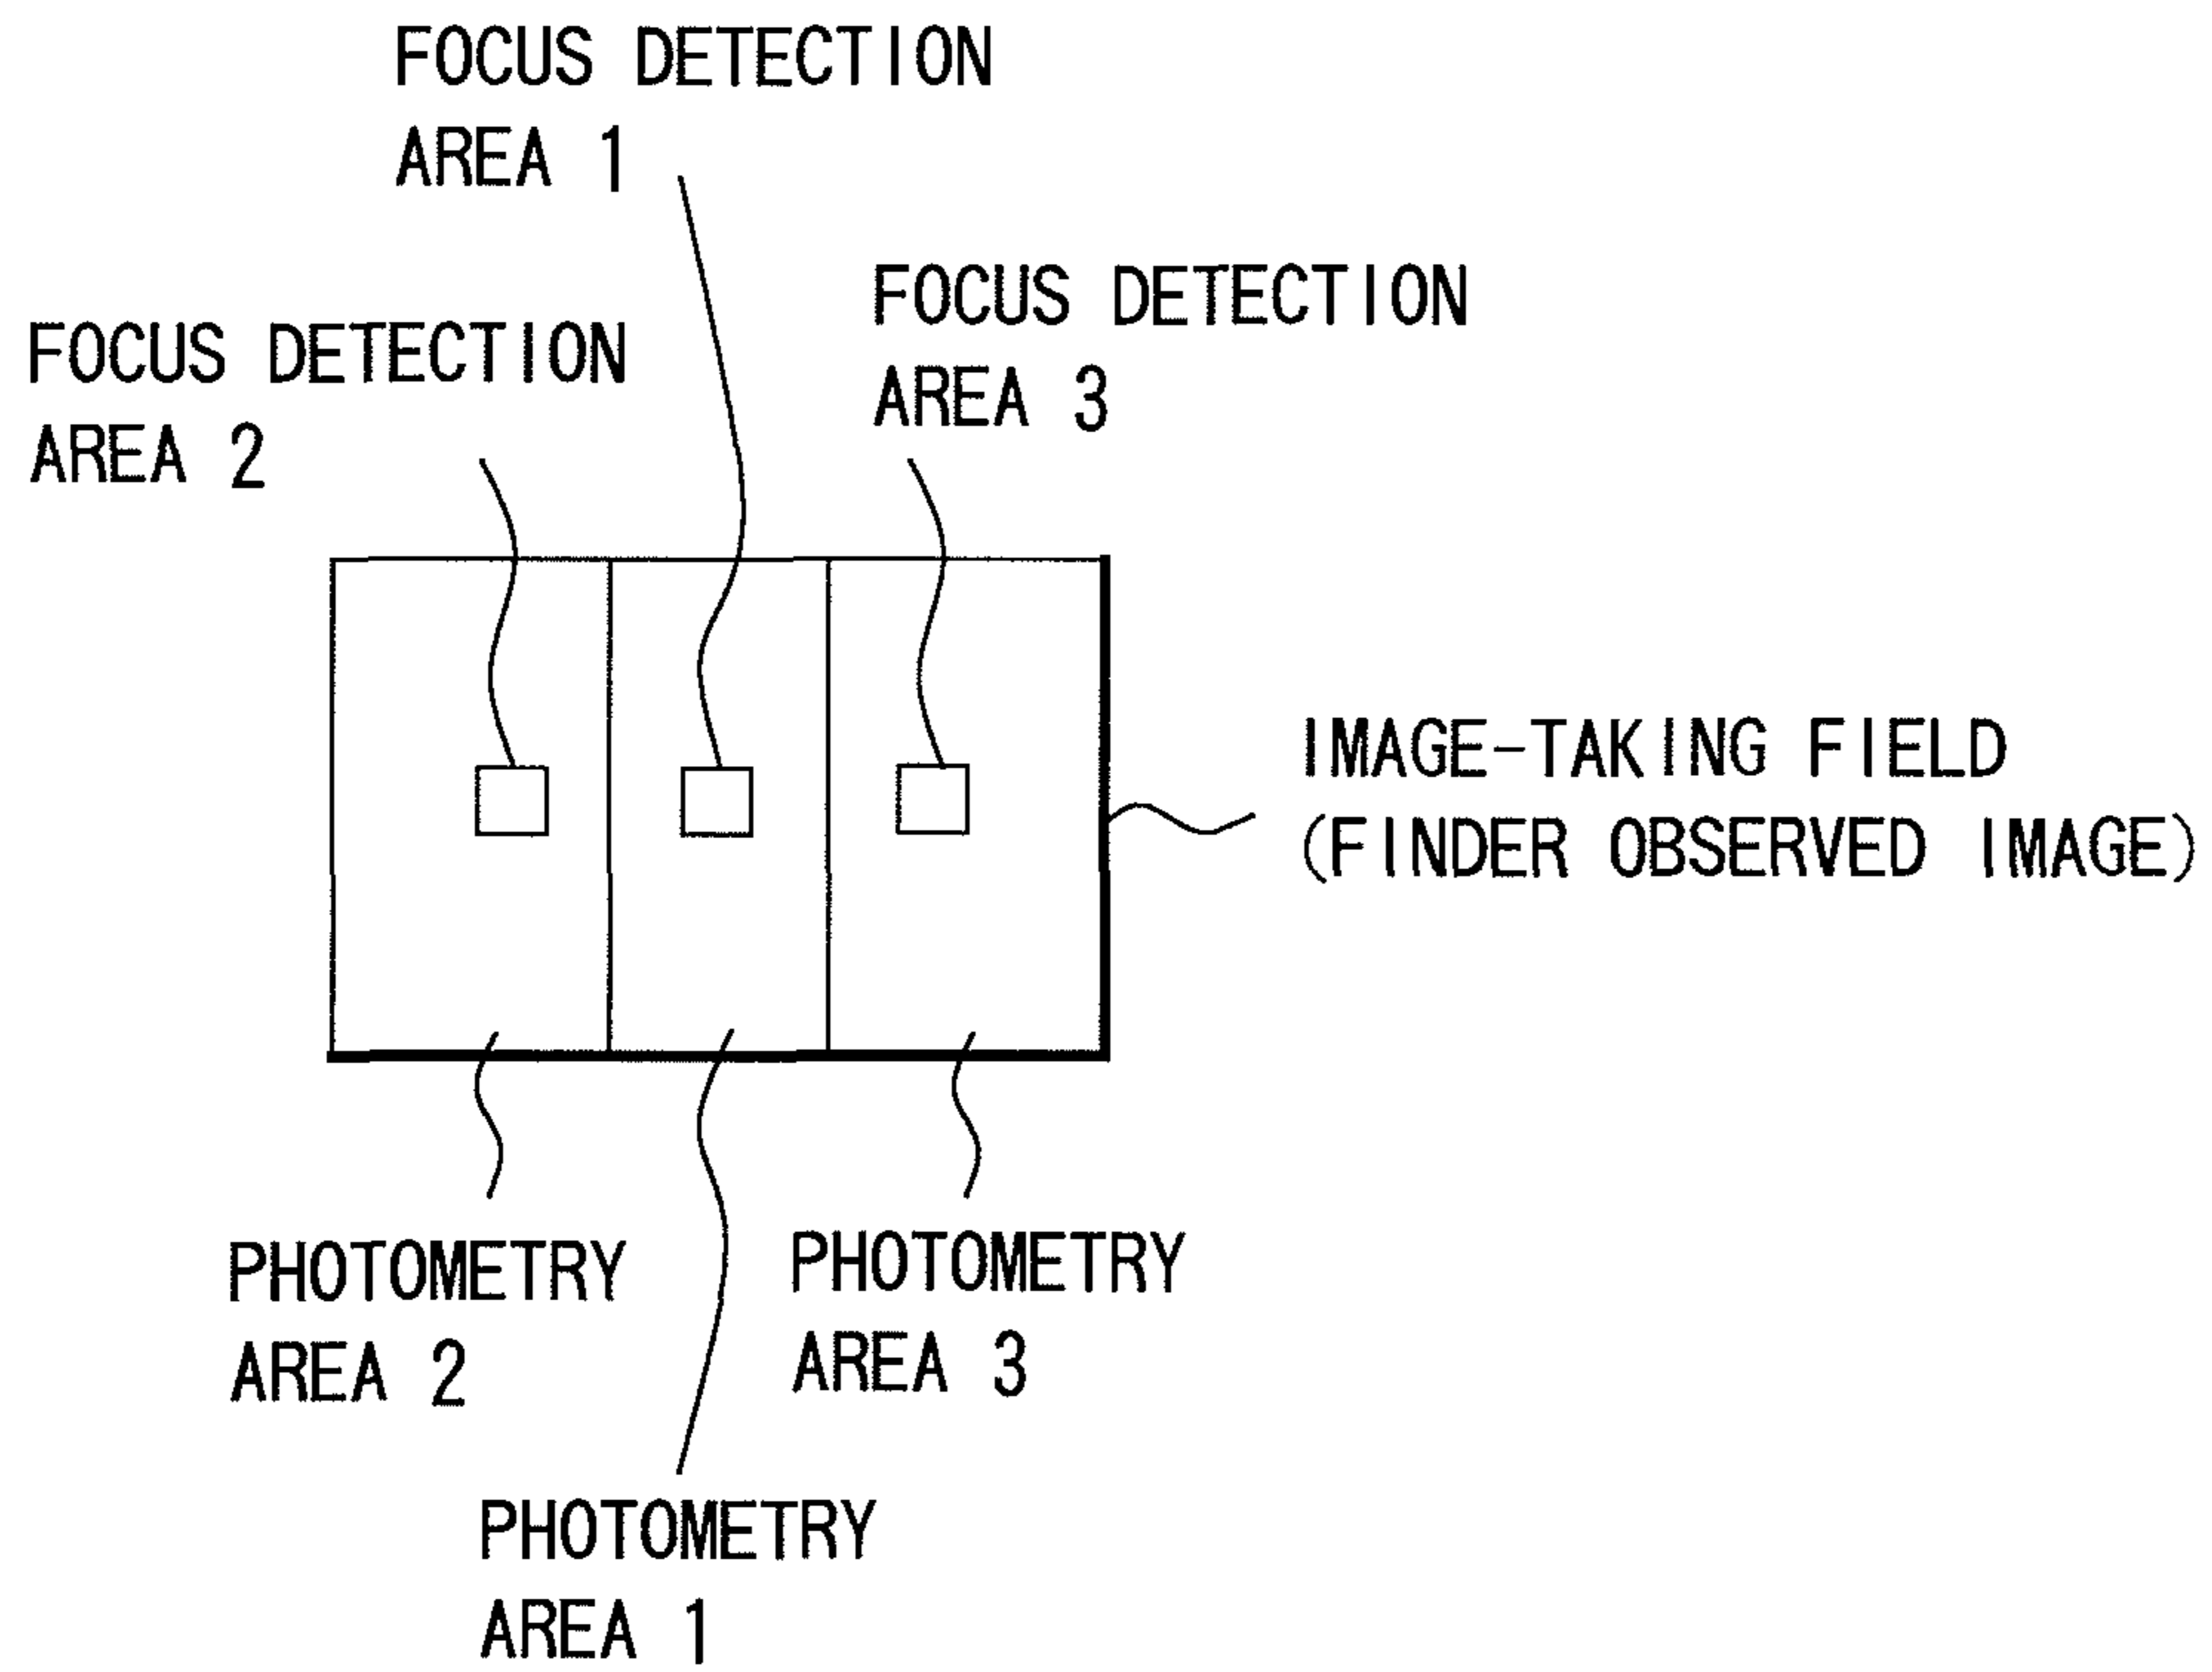 FOCUS DETECTION
AREA 1
FOCUS DETECTION
AREA 3
FOCUS DETECTION
AREA 2
IMAGE-TAKING FIELD
(FINDER OBSERVED IMAGE)
PHOTOMETRY
AREA 2
PHOTOMETRY
AREA 3
PHOTOMETRY
AREA 1